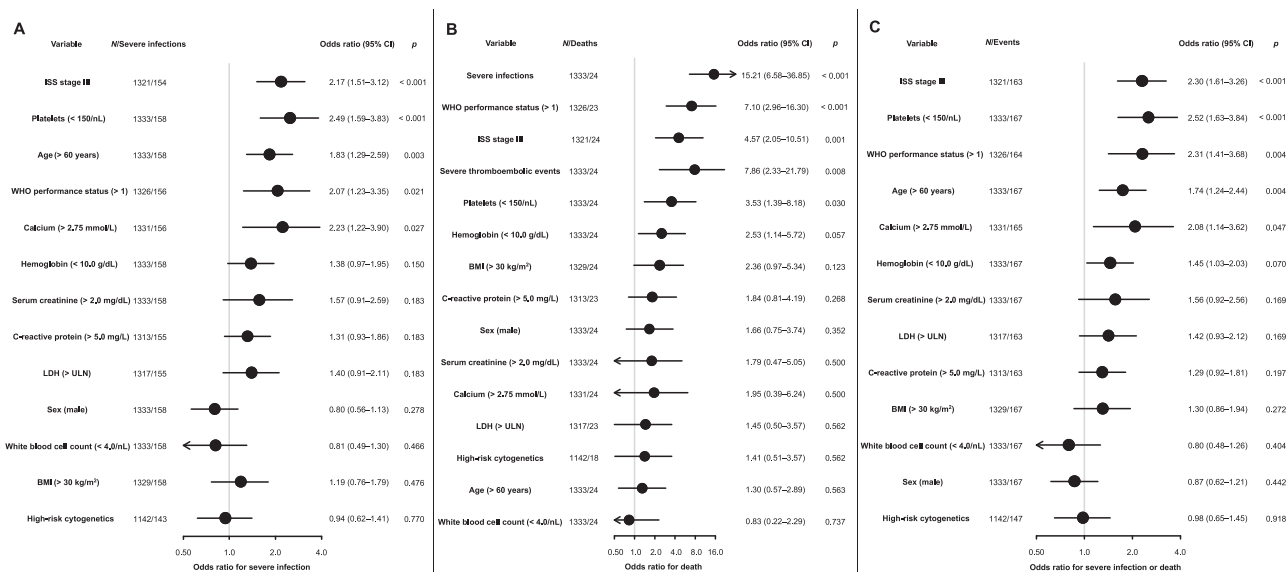 A
Variable N/Severe infections Odds ratio (95% CI) p
ISS stage III 1321/154 2.17 (1.51–3.12) < 0.001
Platelets (< 150/nL) 1333/158 2.49 (1.59–3.83) < 0.001
Age (> 60 years) 1333/158 1.83 (1.29–2.59) 0.003
WHO performance status (> 1) 1326/156 2.07 (1.23–3.35) 0.021
Calcium (> 2.75 mmol/L) 1331/156 2.23 (1.22–3.90) 0.027
Hemoglobin (< 10.0 g/dL) 1333/158 1.38 (0.97–1.95) 0.150
Serum creatinine (> 2.0 mg/dL) 1333/158 1.57 (0.91–2.59) 0.183
C-reactive protein (> 5.0 mg/L) 1313/155 1.31 (0.93–1.86) 0.183
LDH (> ULN) 1317/155 1.40 (0.91–2.11) 0.183
Sex (male) 1333/158 0.80 (0.56–1.13) 0.278
White blood cell count (< 4.0/nL) 1333/158 0.81 (0.49–1.30) 0.466
BMI (> 30 kg/m²) 1329/158 1.19 (0.76–1.79) 0.476
High-risk cytogenetics 1142/143 0.94 (0.62–1.41) 0.770
0.50 1.0 2.0 4.0
Odds ratio for severe infection
B
Variable N/Deaths Odds ratio (95% CI) p
Severe infections 1333/24 15.21 (6.58–36.85) < 0.001
WHO performance status (> 1) 1326/23 7.10 (2.96–16.30) < 0.001
ISS stage III 1321/24 4.57 (2.05–10.51) 0.001
Severe thromboembolic events 1333/24 7.86 (2.33–21.79) 0.008
Platelets (< 150/nL) 1333/24 3.53 (1.39–8.18) 0.030
Hemoglobin (< 10.0 g/dL) 1333/24 2.53 (1.14–5.72) 0.057
BMI (> 30 kg/m²) 1329/24 2.36 (0.97–5.34) 0.123
C-reactive protein (> 5.0 mg/L) 1313/23 1.84 (0.81–4.19) 0.268
Sex (male) 1333/24 1.66 (0.75–3.74) 0.352
Serum creatinine (> 2.0 mg/dL) 1333/24 1.79 (0.47–5.05) 0.500
Calcium (> 2.75 mmol/L) 1331/24 1.95 (0.39–6.24) 0.500
LDH (> ULN) 1317/23 1.45 (0.50–3.57) 0.562
High-risk cytogenetics 1142/18 1.41 (0.51–3.57) 0.562
Age (> 60 years) 1333/24 1.30 (0.57–2.89) 0.563
White blood cell count (< 4.0/nL) 1333/24 0.83 (0.22–2.29) 0.737
0.50 1.0 2.0 4.0 8.0 16.0
Odds ratio for death
C
Variable N/Events Odds ratio (95% CI) p
ISS stage III 1321/163 2.30 (1.61–3.26) < 0.001
Platelets (< 150/nL) 1333/167 2.52 (1.63–3.84) < 0.001
WHO performance status (> 1) 1326/164 2.31 (1.41–3.68) 0.004
Age (> 60 years) 1333/167 1.74 (1.24–2.44) 0.004
Calcium (> 2.75 mmol/L) 1331/165 2.08 (1.14–3.62) 0.047
Hemoglobin (< 10.0 g/dL) 1333/167 1.45 (1.03–2.03) 0.070
Serum creatinine (> 2.0 mg/dL) 1333/167 1.56 (0.92–2.56) 0.169
LDH (> ULN) 1317/163 1.42 (0.93–2.12) 0.169
C-reactive protein (> 5.0 mg/L) 1313/163 1.29 (0.92–1.81) 0.197
BMI (> 30 kg/m²) 1329/167 1.30 (0.86–1.94) 0.272
White blood cell count (< 4.0/nL) 1333/167 0.80 (0.48–1.26) 0.404
Sex (male) 1333/167 0.87 (0.62–1.21) 0.442
High-risk cytogenetics 1142/147 0.98 (0.65–1.45) 0.918
0.50 1.0 2.0 4.0
Odds ratio for severe infection or death